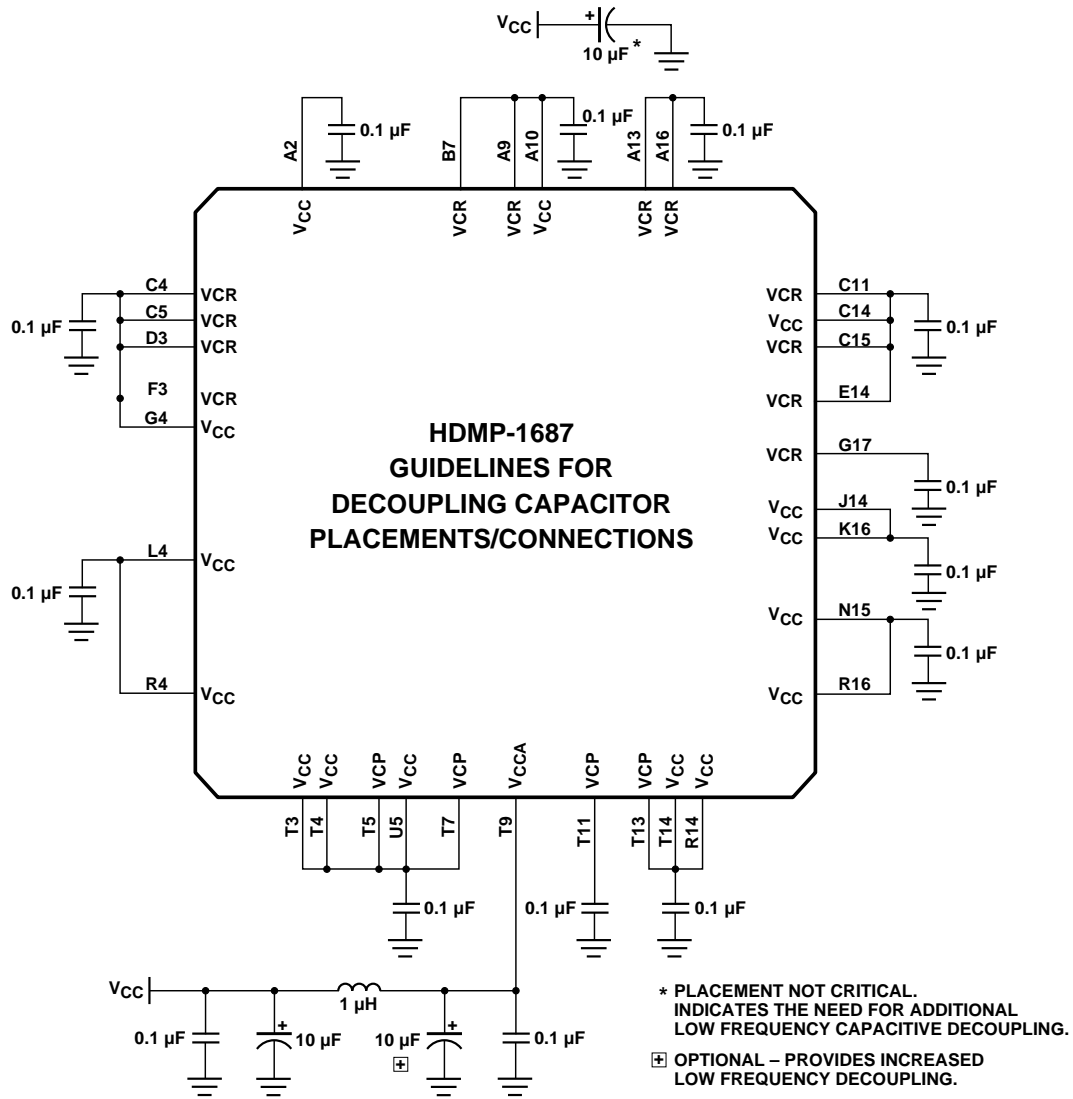 VCC
+
10 µF *
0.1 µF
0.1 µF
0.1 µF
A2
B7
A9
A10
A13
A16
VCC
VCR
VCR
VCC
VCR
VCR
C4
VCR
C5
VCR
D3
VCR
F3
VCR
G4
VCC
0.1 µF
L4
VCC
0.1 µF
R4
VCC
HDMP-1687
GUIDELINES FOR
DECOUPLING CAPACITOR
PLACEMENTS/CONNECTIONS
VCR
C11
VCC
C14
VCR
C15
0.1 µF
VCR
E14
VCR
G17
0.1 µF
VCC
J14
VCC
K16
0.1 µF
VCC
N15
0.1 µF
VCC
R16
VCC
VCC
VCP
VCC
VCP
VCCA
VCP
VCP
VCC
VCC
T3
T4
T5
U5
T7
T9
T11
T13
T14
R14
0.1 µF
0.1 µF
0.1 µF
VCC
1 µH
0.1 µF
+
10 µF
10 µF
+
+
0.1 µF
* PLACEMENT NOT CRITICAL.
INDICATES THE NEED FOR ADDITIONAL
LOW FREQUENCY CAPACITIVE DECOUPLING.
+ OPTIONAL – PROVIDES INCREASED
LOW FREQUENCY DECOUPLING.